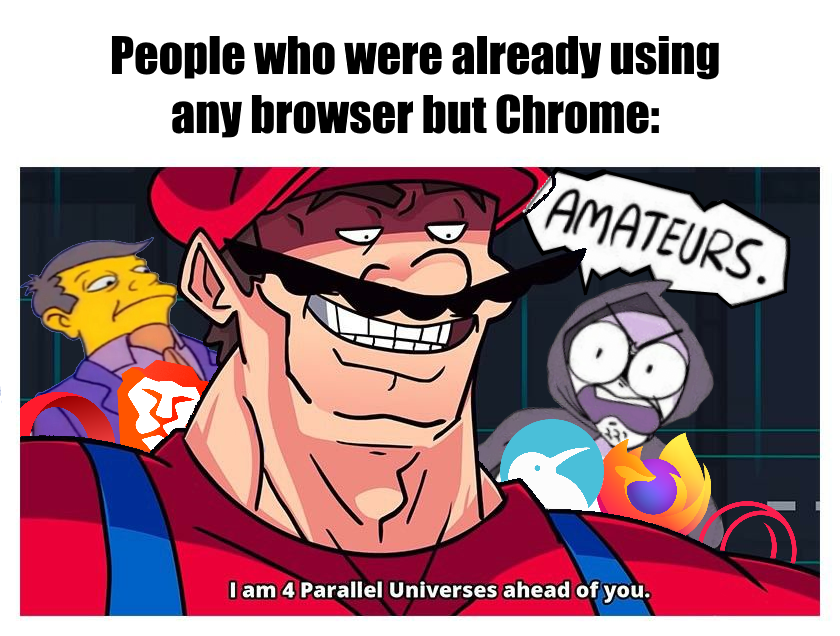 People who were already using
any browser but Chrome:
AMATEURS.
I am 4 Parallel Universes ahead of you.